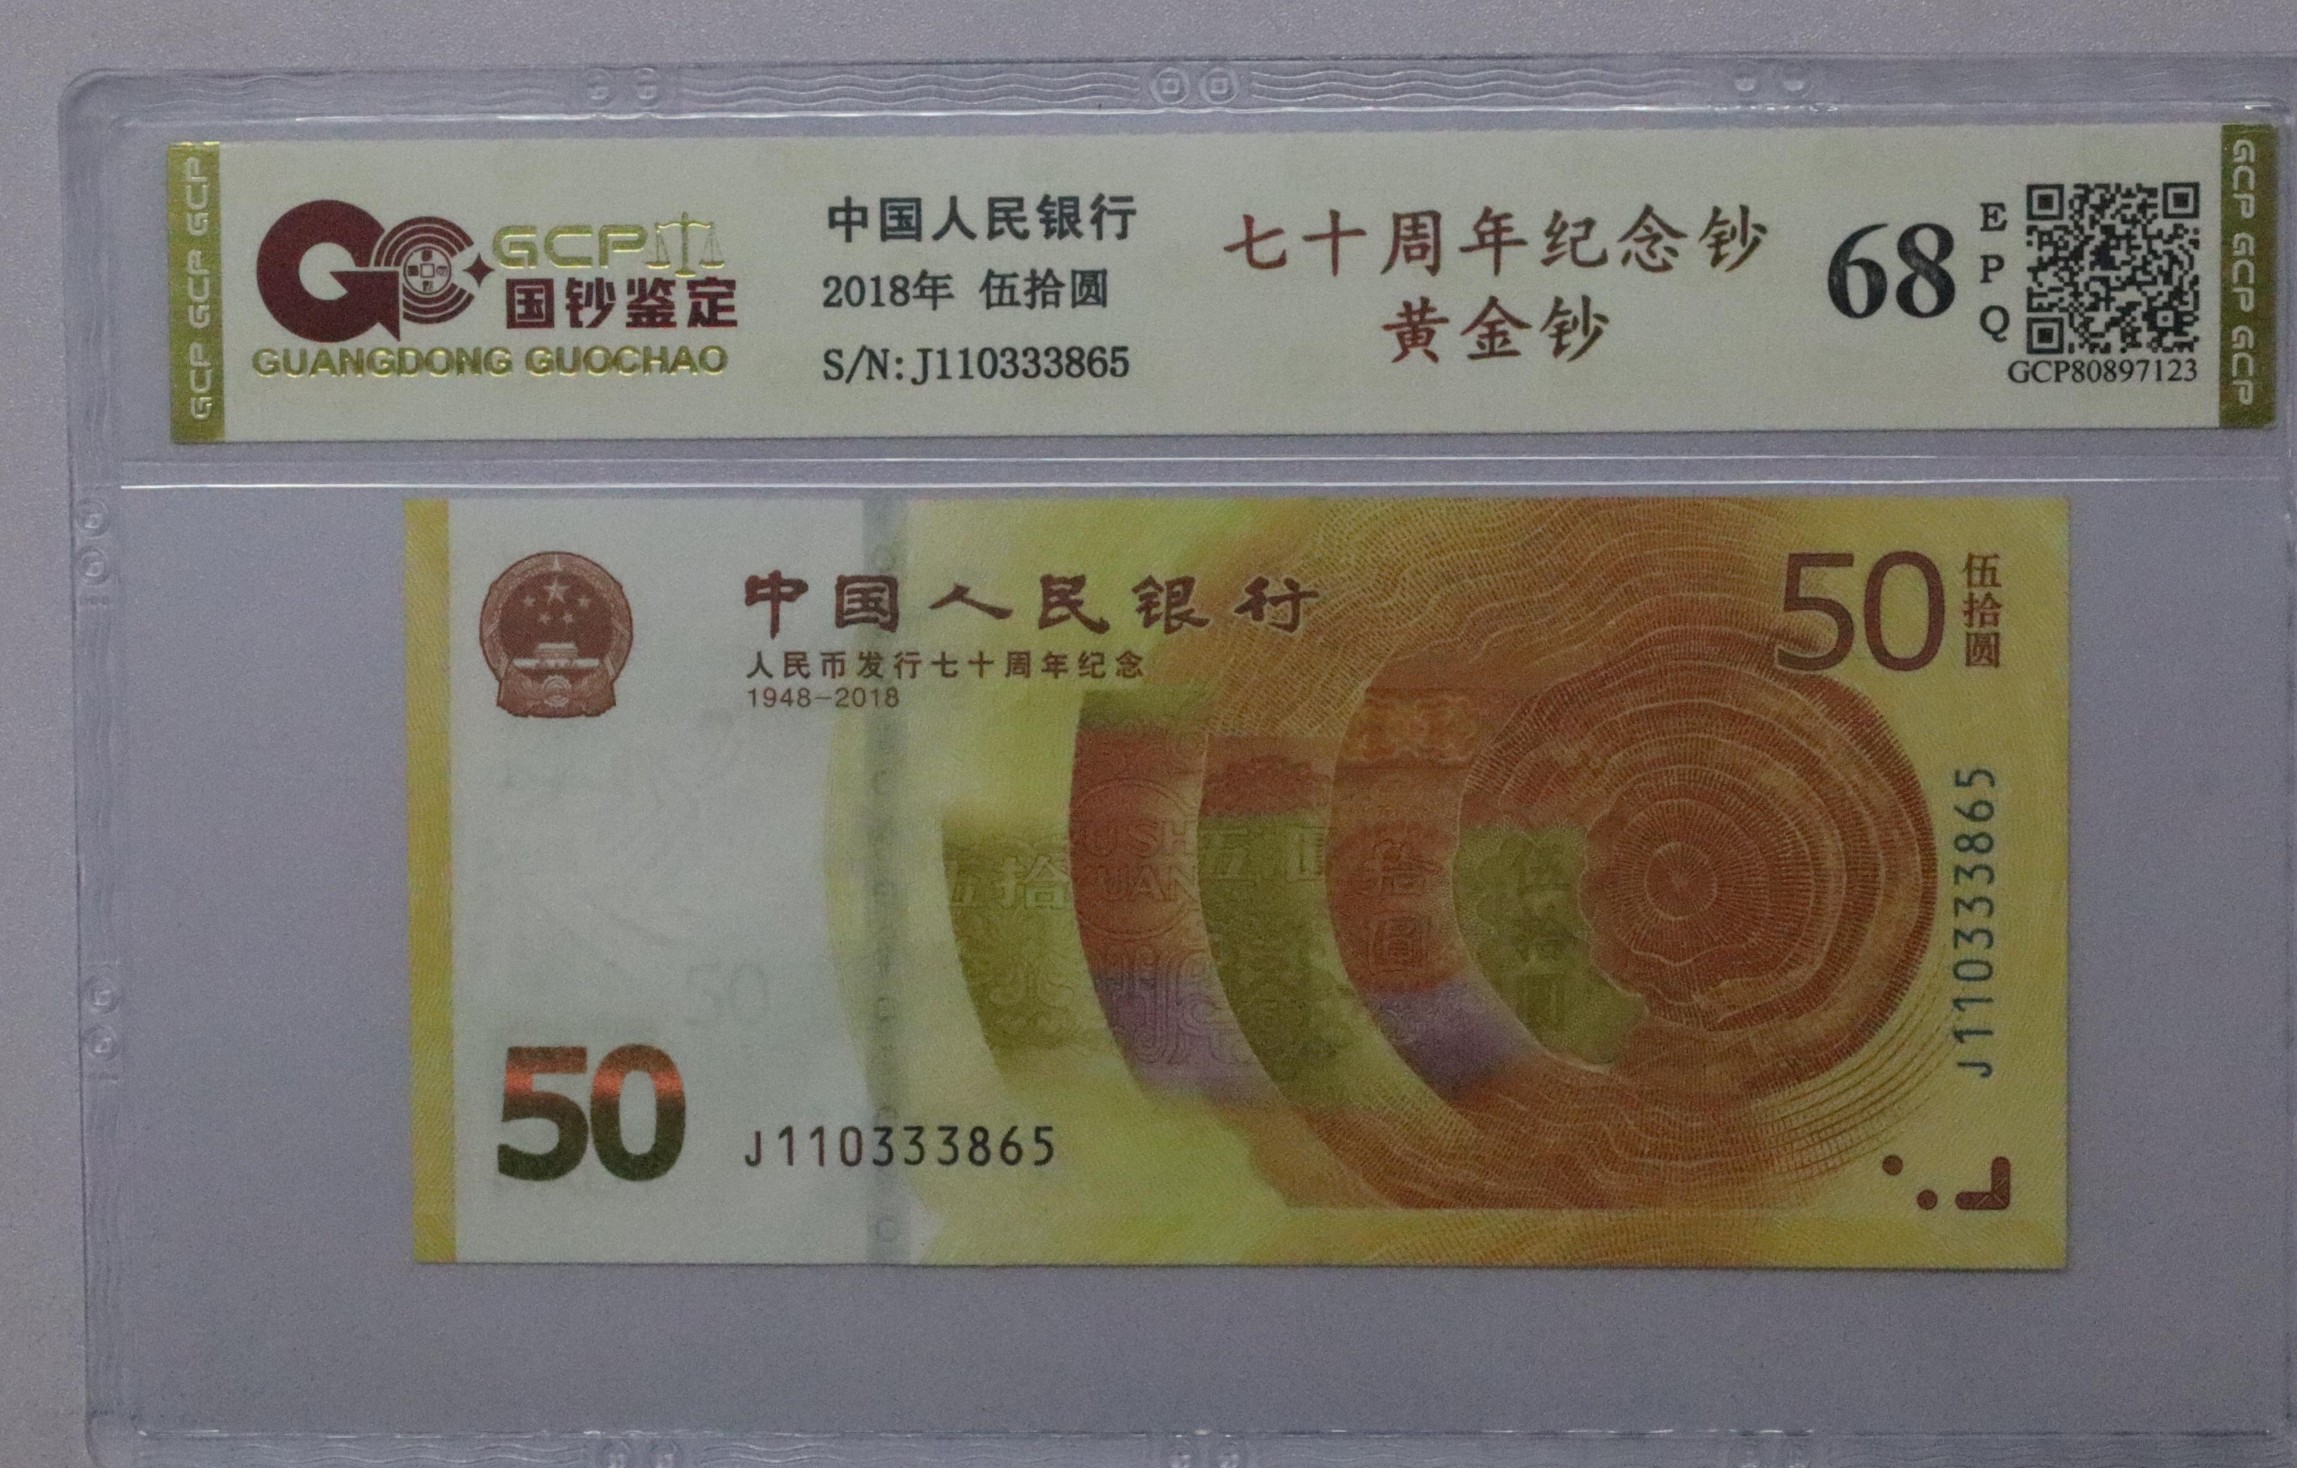 GCP GCP GCP
GCP
国钞鉴定
GUANGDONG GUOCHAO
中国人民银行
2018年 伍拾圆
S/N:J110333865
七十周年纪念钞
黄金钞
68
EPQ
GCP80897123
GCP GCP GCP
中国人民银行
人民币发行七十周年纪念
1948-2018
50
伍拾圆
50
J110333865
J110333865
50